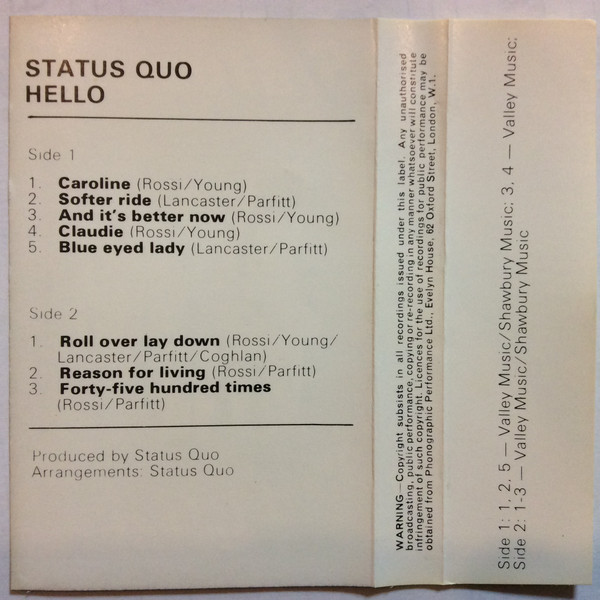 STATUS QUO
HELLO
Side 1
1. Caroline (Rossi/Young)
2. Softer ride (Lancaster/Parfitt)
3. And it's better now (Rossi/Young)
4. Claudie (Rossi/Young)
5. Blue eyed lady (Lancaster/Parfitt)
Side 2
1. Roll over lay down (Rossi/Young/
Lancaster/Parfitt/Coghlan)
2. Reason for living (Rossi/Parfitt)
3. Forty-five hundred times
(Rossi/Parfitt)
Produced by Status Quo
Arrangements: Status Quo
WARNING—Copyright subsists in all recordings issued under this label. Any unauthorised
broadcasting, public performance, copying or re-recording in any manner whatsoever will constitute
infringement of such copyright. Licences for the use of recordings for public performance may be
obtained from Phonographic Performance Ltd., Evelyn House, 62 Oxford Street, London, W.1.
Side 1: 1, 2, 5 — Valley Music/Shawbury Music; 3, 4 — Valley Music;
Side 2: 1-3 — Valley Music/Shawbury Music